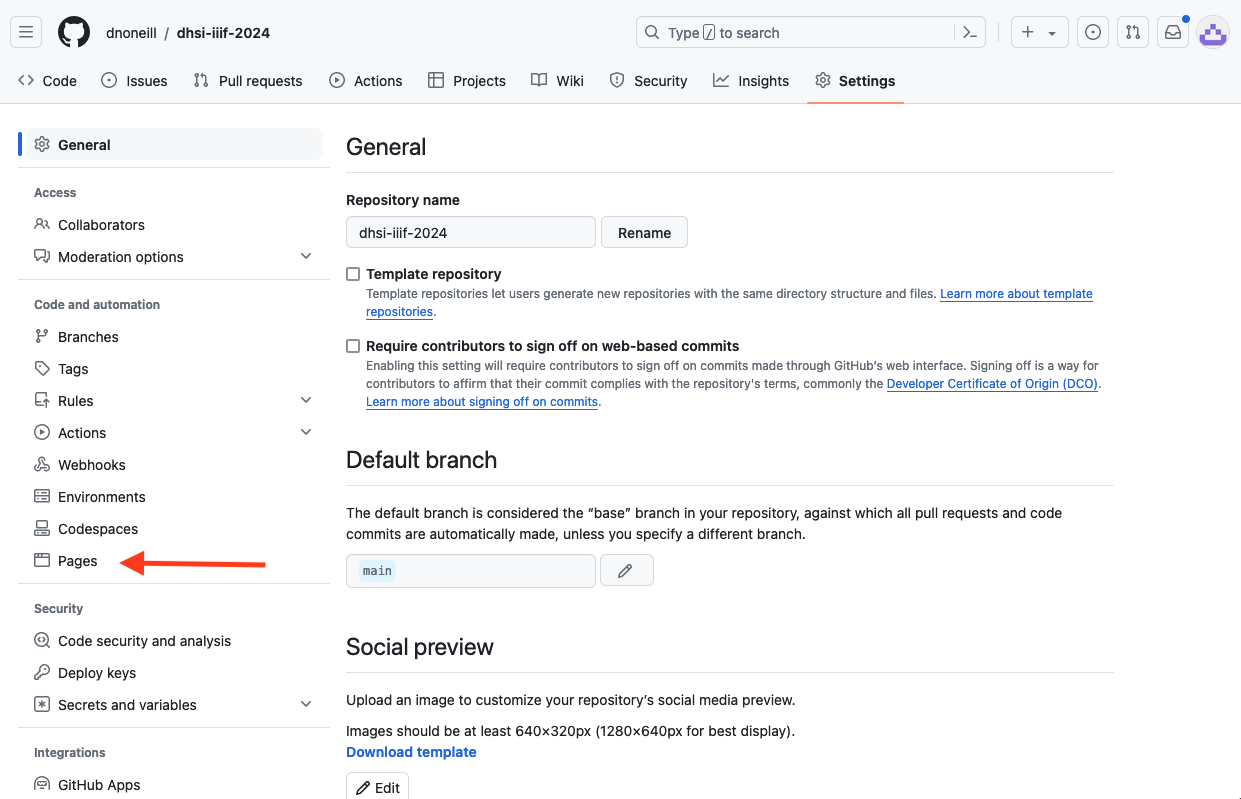 dnoneill / dhsi-iiif-2024
Type / to search
Code
Issues
Pull requests
Actions
Projects
Wiki
Security
Insights
Settings
General
Access
Collaborators
Moderation options
Code and automation
Branches
Tags
Rules
Actions
Webhooks
Environments
Codespaces
Pages
Security
Code security and analysis
Deploy keys
Secrets and variables
Integrations
GitHub Apps
General
Repository name
dhsi-iiif-2024
Rename
Template repository
Template repositories let users generate new repositories with the same directory structure and files. Learn more about template
repositories.
Require contributors to sign off on web-based commits
Enabling this setting will require contributors to sign off on commits made through GitHub’s web interface. Signing off is a way for
contributors to affirm that their commit complies with the repository's terms, commonly the Developer Certificate of Origin (DCO).
Learn more about signing off on commits.
Default branch
The default branch is considered the “base” branch in your repository, against which all pull requests and code
commits are automatically made, unless you specify a different branch.
main
Social preview
Upload an image to customize your repository’s social media preview.
Images should be at least 640×320px (1280×640px for best display).
Download template
Edit